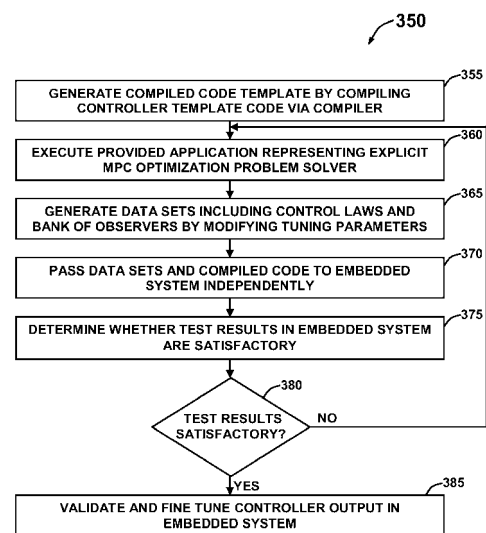 350
355
GENERATE COMPILED CODE TEMPLATE BY COMPILING
CONTROLLER TEMPLATE CODE VIA COMPILER
360
EXECUTE PROVIDED APPLICATION REPRESENTING EXPLICIT
MPC OPTIMIZATION PROBLEM SOLVER
365
GENERATE DATA SETS INCLUDING CONTROL LAWS AND
BANK OF OBSERVERS BY MODIFYING TUNING PARAMETERS
370
PASS DATA SETS AND COMPILED CODE TO EMBEDDED
SYSTEM INDEPENDENTLY
375
DETERMINE WHETHER TEST RESULTS IN EMBEDDED SYSTEM
ARE SATISFACTORY
380
TEST RESULTS
SATISFACTORY?
NO
YES
385
VALIDATE AND FINE TUNE CONTROLLER OUTPUT IN
EMBEDDED SYSTEM